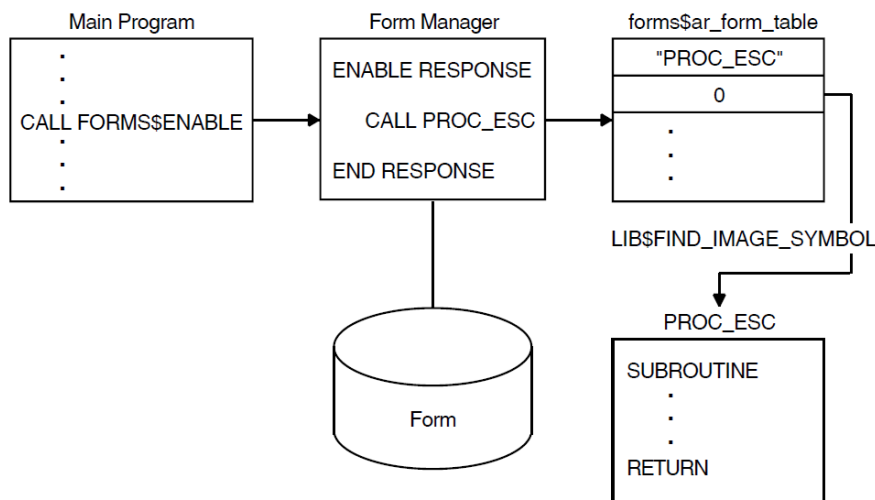 Main Program
CALL FORMS$ENABLE
Form Manager
ENABLE RESPONSE
CALL PROC_ESC
END RESPONSE
forms$ar_form_table
"PROC_ESC"
0
LIB$FIND_IMAGE_SYMBOL
Form
PROC_ESC
SUBROUTINE
RETURN